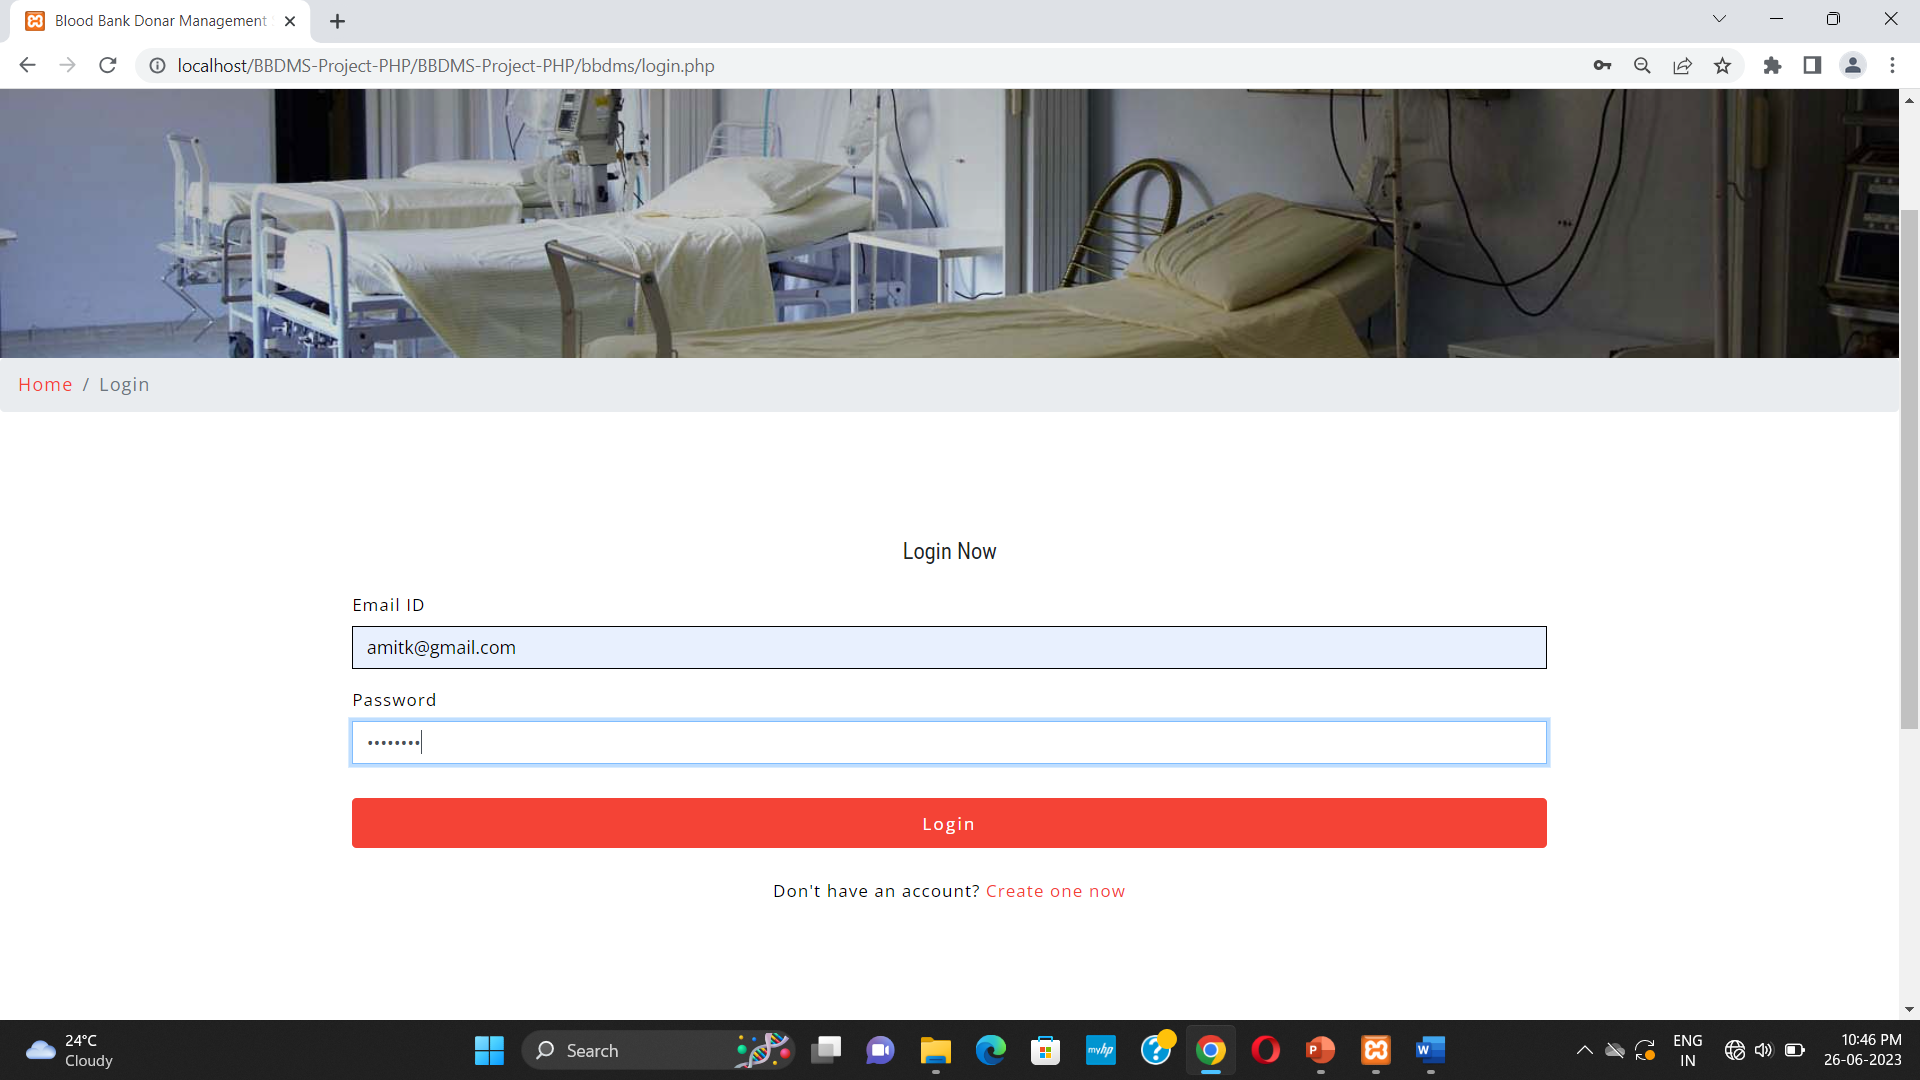 Blood Bank Donar Management
localhost/BBDMS-Project-PHP/BBDMS-Project-PHP/bbdms/login.php
Home / Login
Login Now
Email ID
amitk@gmail.com
Password
••••••••
Login
Don't have an account? Create one now
24°C
Cloudy
Search
myhp
ENG
IN
10:46 PM
26-06-2023